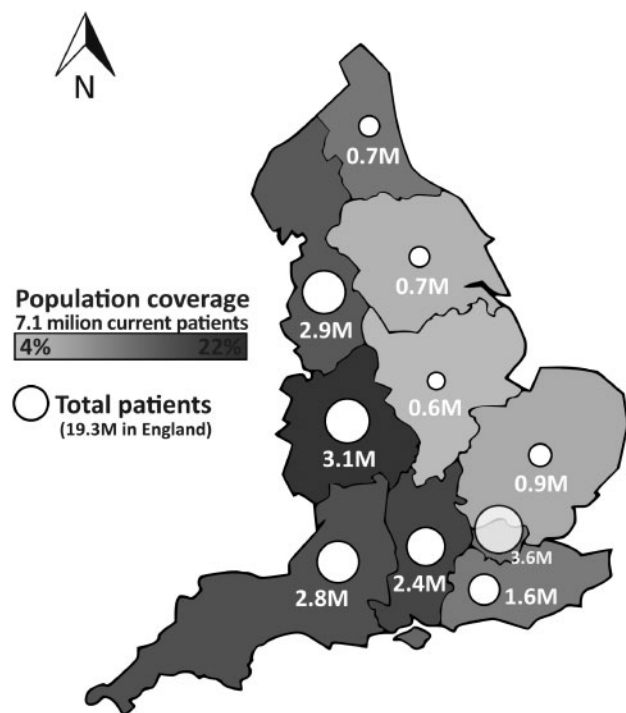 N
0.7M
0.7M
Population coverage
7.1 milion current patients
4% 22%
2.9M
Total patients
(19.3M in England)
0.6M
3.1M
0.9M
3.6M
2.8M
2.4M
1.6M